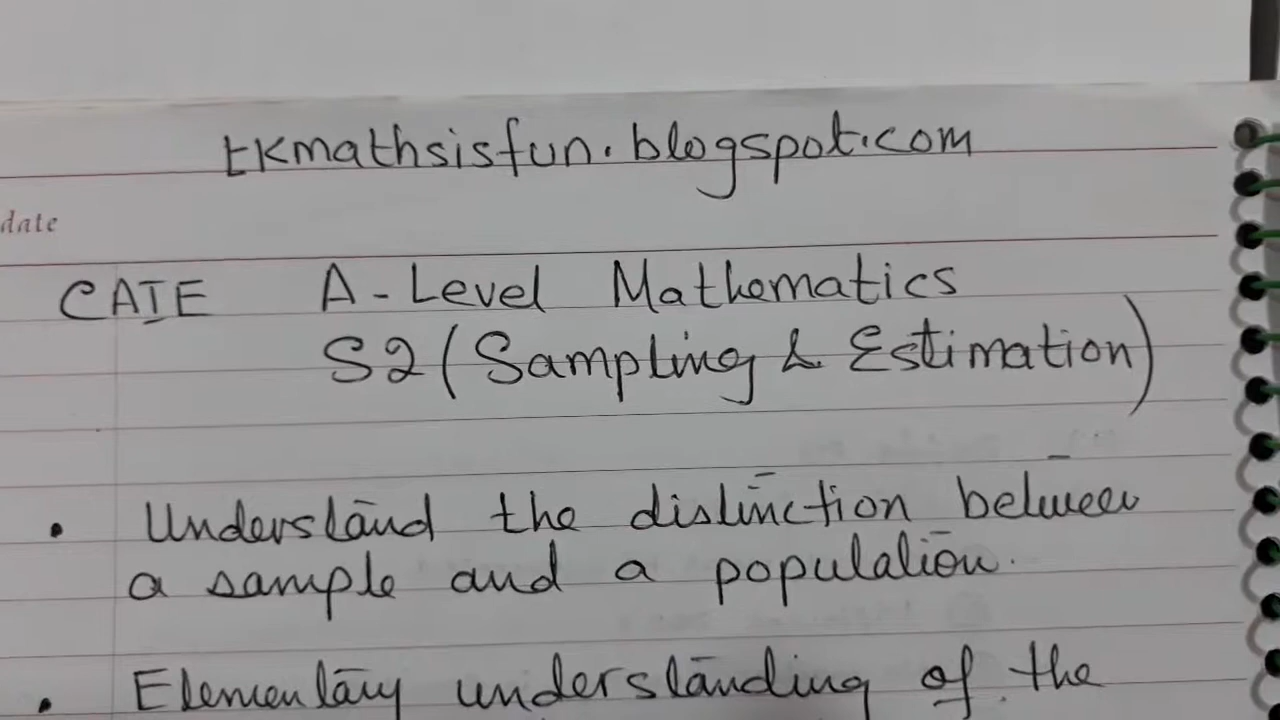 tkmathsisfun.blogspot.com
date
CAIE A-Level Mathematics
S2 (Sampling & Estimation)
• Understand the distinction between
a sample and a population.
• Elementary understanding of the